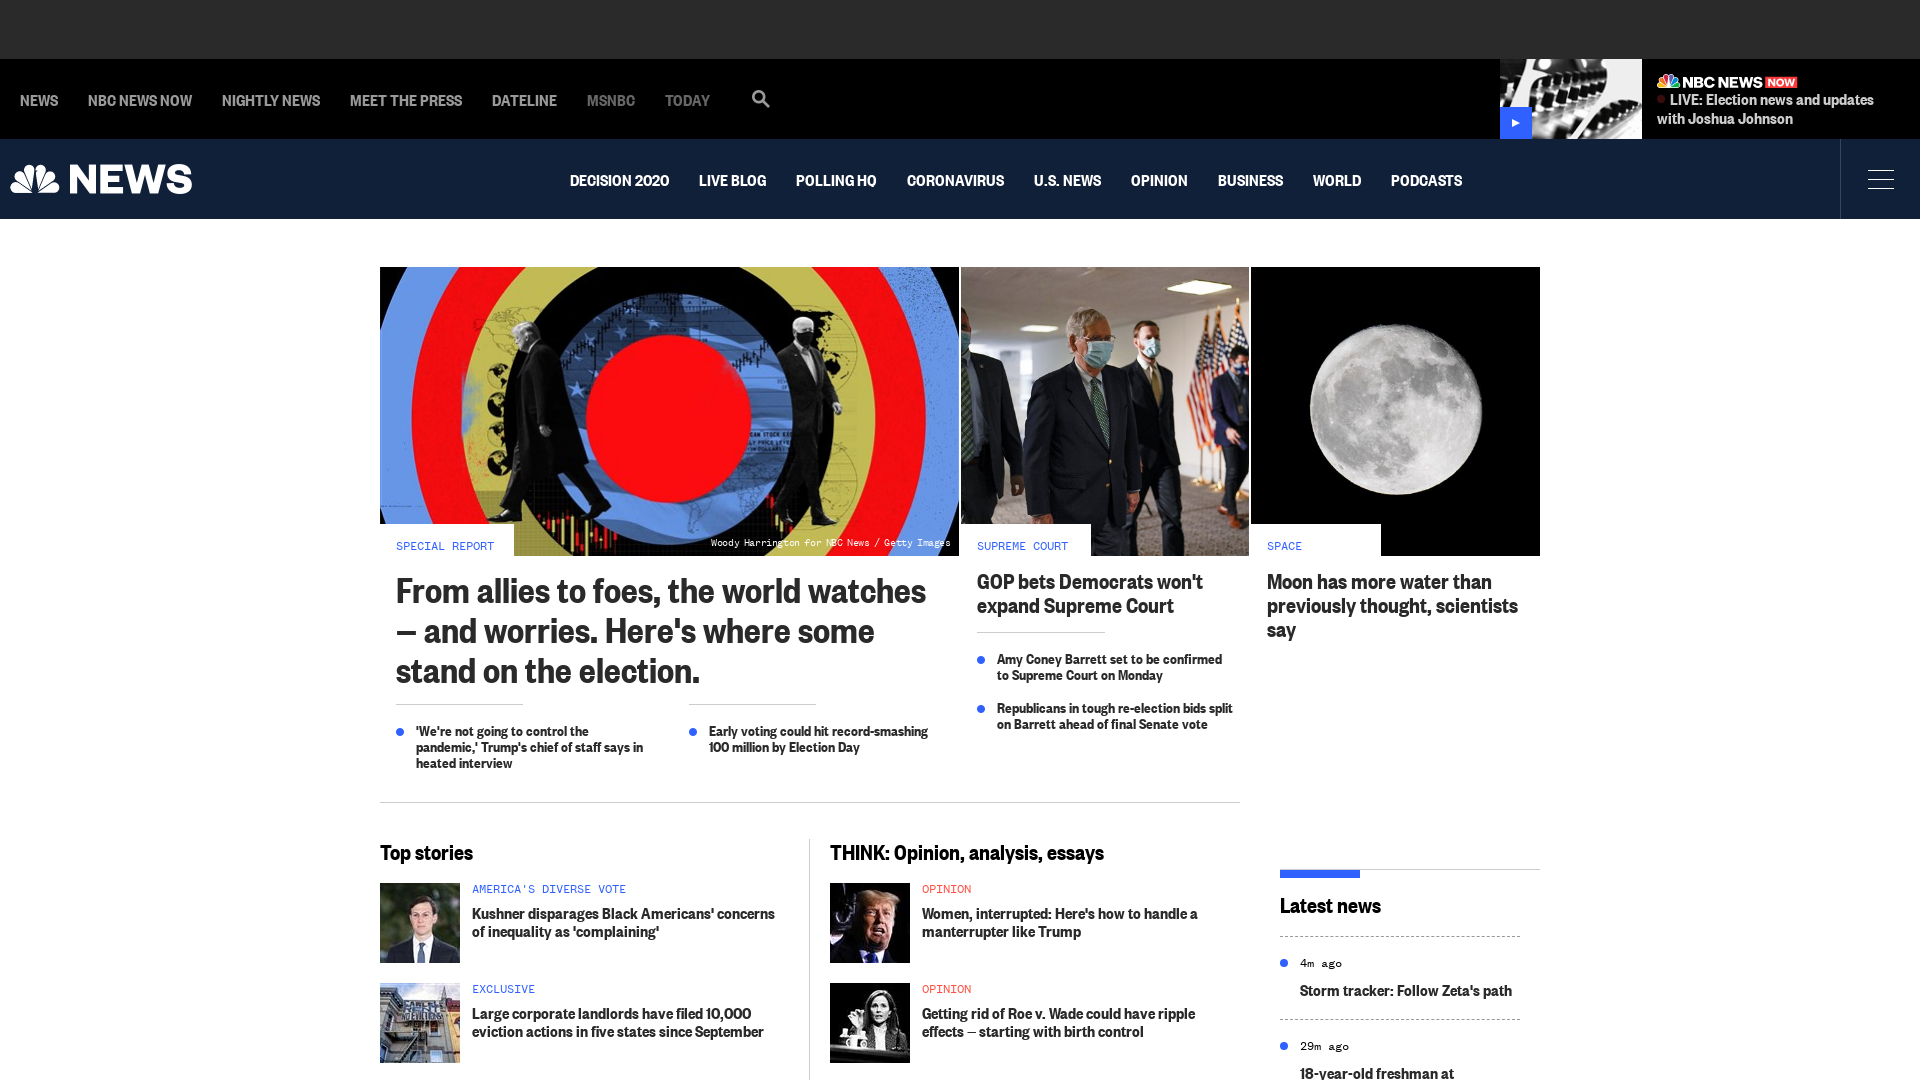 NEWS NBC NEWS NOW NIGHTLY NEWS MEET THE PRESS DATELINE MSNBC TODAY
NBC NEWS NOW
LIVE: Election news and updates
with Joshua Johnson
NEWS
DECISION 2020 LIVE BLOG POLLING HQ CORONAVIRUS U.S. NEWS OPINION BUSINESS WORLD PODCASTS
Woody Harrington for NBC News / Getty Images
SPECIAL REPORT
From allies to foes, the world watches
— and worries. Here's where some
stand on the election.
'We're not going to control the
pandemic,' Trump's chief of staff says in
heated interview
Early voting could hit record-smashing
100 million by Election Day
SUPREME COURT
GOP bets Democrats won't
expand Supreme Court
Amy Coney Barrett set to be confirmed
to Supreme Court on Monday
Republicans in tough re-election bids split
on Barrett ahead of final Senate vote
SPACE
Moon has more water than
previously thought, scientists
say
Top stories
AMERICA'S DIVERSE VOTE
Kushner disparages Black Americans' concerns
of inequality as 'complaining'
EXCLUSIVE
Large corporate landlords have filed 10,000
eviction actions in five states since September
THINK: Opinion, analysis, essays
OPINION
Women, interrupted: Here's how to handle a
manterrupter like Trump
OPINION
Getting rid of Roe v. Wade could have ripple
effects — starting with birth control
Latest news
4m ago
Storm tracker: Follow Zeta's path
29m ago
18-year-old freshman at